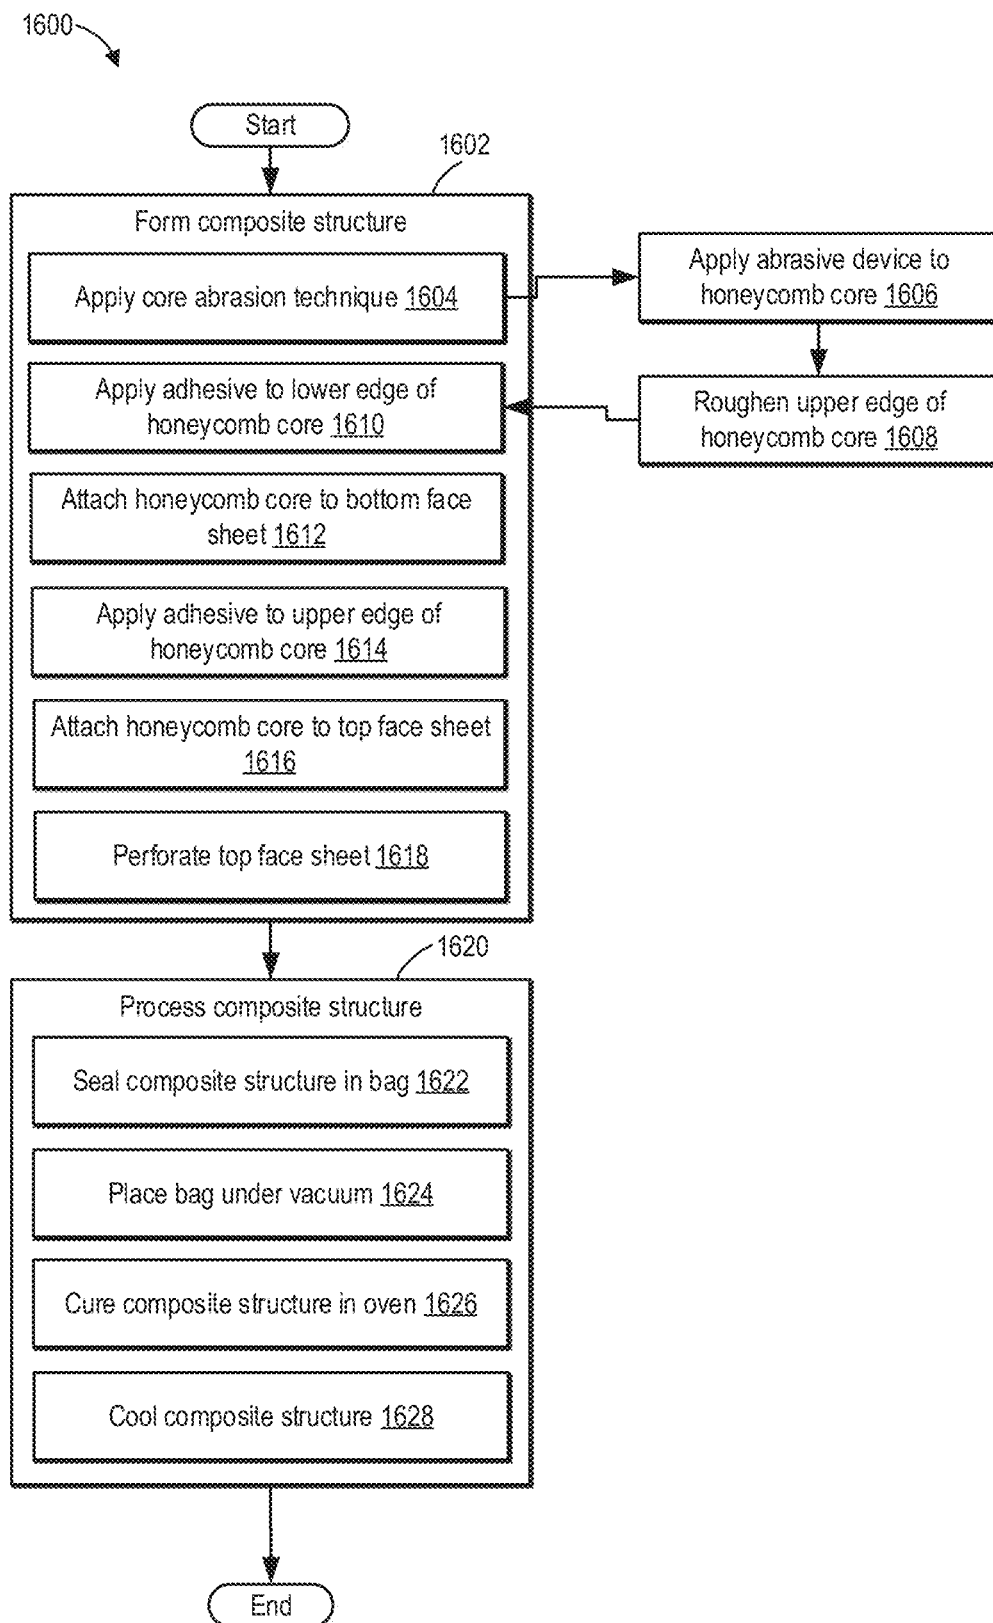 1600
Start
1602
Form composite structure
Apply core abrasion technique 1604
Apply abrasive device to
honeycomb core 1606
Roughen upper edge of
honeycomb core 1608
Apply adhesive to lower edge of
honeycomb core 1610
Attach honeycomb core to bottom face
sheet 1612
Apply adhesive to upper edge of
honeycomb core 1614
Attach honeycomb core to top face sheet
1616
Perforate top face sheet 1618
1620
Process composite structure
Seal composite structure in bag 1622
Place bag under vacuum 1624
Cure composite structure in oven 1626
Cool composite structure 1628
End